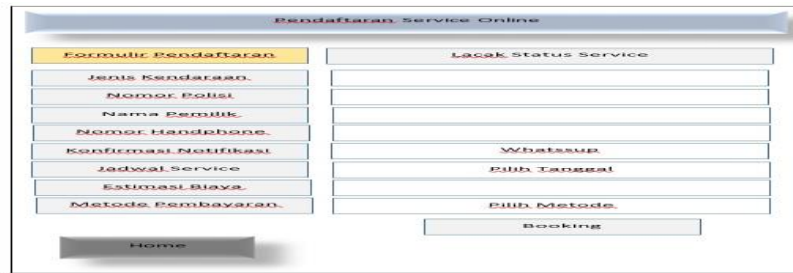 Pendaftaran Service Online
Formulir Pendaftaran
Lacak Status Service
Jenis Kendaraan
Nomor Polisi
Nama Pemilik
Nomor Handphone
Konfirmasi Notifikasi
Whatssup
Jadwal Service
Pilih Tanggal
Estimasi Biaya
Metode Pembayaran
Pilih Metode
Booking
Home